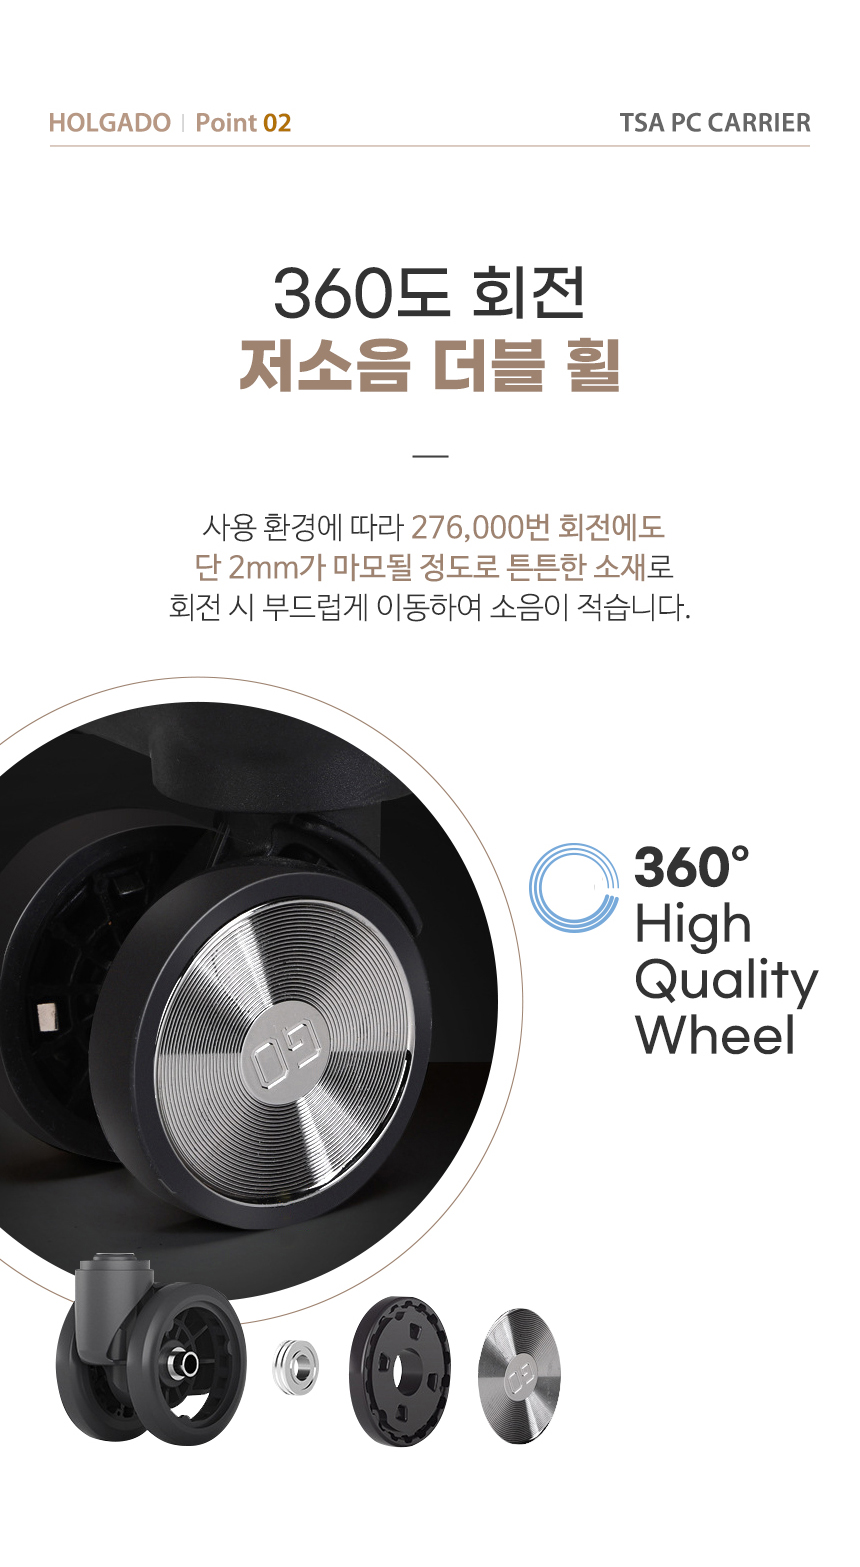 HOLGADO | Point 02
TSA PC CARRIER
360도 회전
저소음 더블 휠
사용 환경에 따라 276,000번 회전에도
단 2mm가 마모될 정도로 튼튼한 소재로
회전 시 부드럽게 이동하여 소음이 적습니다.
360°
High
Quality
Wheel